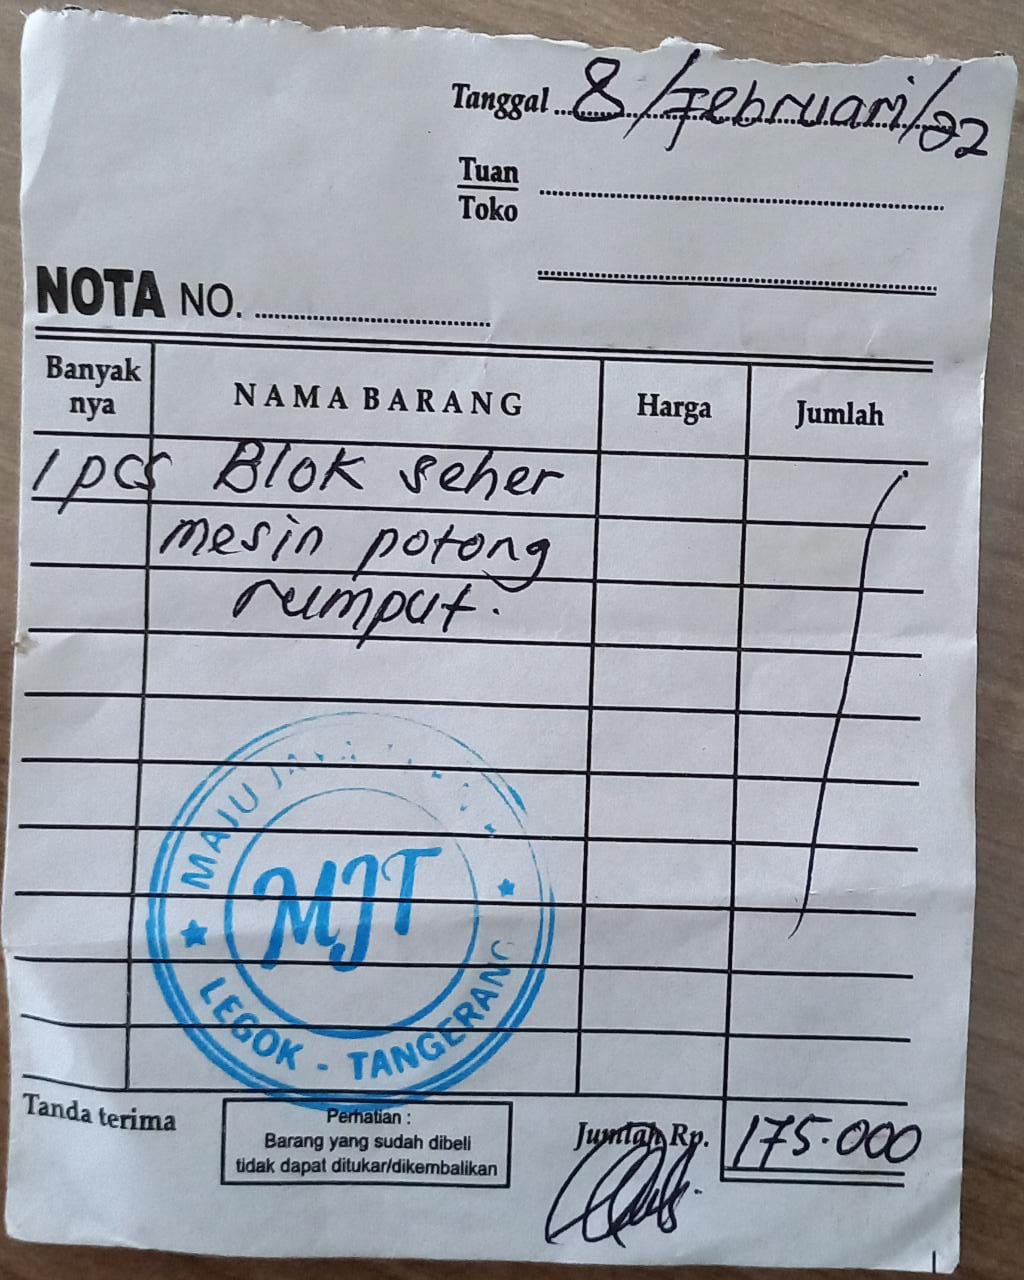 Tanggal 8/Februari/22
Tuan
Toko
NOTA NO.
Banyak nya
NAMA BARANG
Harga
Jumlah
1 pcs Blok seher
mesin potong
rumput.
MAJU JAYA
MJT
LEGOK - TANGERANG
Tanda terima
Perhatian :
Barang yang sudah dibeli
tidak dapat ditukar/dikembalikan
Jumlah Rp. 175.000